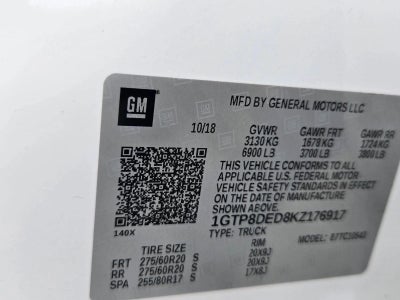 GM
MFD BY GENERAL MOTORS LLC
10/18 GVWR GAWR FRT GAWR RR
3130 KG 1678 KG 1724 KG
6900 LB 3700 LB 3800 LB
THIS VEHICLE CONFORMS TO ALL
APPLICABLE U.S. FEDERAL MOTOR
VEHICLE SAFETY STANDARDS IN
EFFECT ON THE DATE OF
MANUFACTURE SHOWN ABOVE.
1GTP8DED8KZ176917
140X
TYPE: TRUCK MODEL:
TIRE SIZE RIM
FRT 275/60R20 S 20X9J
RR 275/60R20 S 20X9J
SPA 255/80R17 S 17X8J